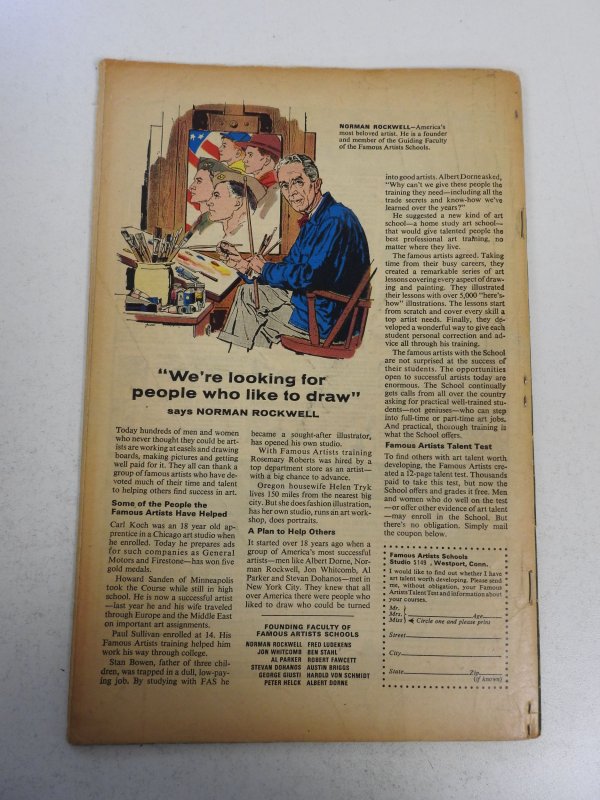 NORMAN ROCKWELL—America's
most beloved artist. He is a founder
and member of the Guiding Faculty
of the Famous Artists Schools.
"We're looking for
people who like to draw"
says NORMAN ROCKWELL
Today hundreds of men and women
who never thought they could be art-
ists are working at easels and drawing
boards, making pictures and getting
well paid for it. They all can thank a
group of famous artists who have de-
voted much of their time and talent
to helping others find success in art.
Some of the People the
Famous Artists Have Helped
Carl Koch was an 18 year old ap-
prentice in a Chicago art studio when
he enrolled. Today he prepares ads
for such companies as General
Motors and Firestone—has won five
gold medals.
Howard Sanden of Minneapolis
took the Course while still in high
school. He is now a successful artist
—last year he and his wife traveled
through Europe and the Middle East
on important art assignments.
Paul Sullivan enrolled at 14. His
Famous Artists training helped him
work his way through college.
Stan Bowen, father of three chil-
dren, was trapped in a dull, low-pay-
ing job. By studying with FAS he
became a sought-after illustrator,
has opened his own studio.
With Famous Artists training
Rosemary Roberts was hired by a
top department store as an artist—
with a big chance to advance.
Oregon housewife Helen Tryk
lives 150 miles from the nearest big
city. But she does fashion illustration,
has her own studio, runs an art work-
shop, does portraits.
A Plan to Help Others
It started over 18 years ago when a
group of America's most successful
artists—men like Albert Dorne, Nor-
man Rockwell, Jon Whitcomb, Al
Parker and Stevan Dohanos—met in
New York City. They knew that all
over America there were people who
liked to draw who could be turned
FOUNDING FACULTY OF
FAMOUS ARTISTS SCHOOLS
NORMAN ROCKWELL FRED LUDEKENS
JON WHITCOMB BEN STAHL
AL PARKER ROBERT FAWCETT
STEVAN DOHANOS AUSTIN BRIGGS
GEORGE GIUSTI HAROLD VON SCHMIDT
PETER HELCK ALBERT DORNE
into good artists. Albert Dorne asked,
"Why can't we give these people the
training they need—including all the
trade secrets and know-how we've
learned over the years?"
He suggested a new kind of art
school—a home study art school—
that would give talented people the
best professional art training, no
matter where they live.
The famous artists agreed. Taking
time from their busy careers, they
created a remarkable series of art
lessons covering every aspect of draw-
ing and painting. They illustrated
their lessons with over 5,000 "here's-
how" illustrations. The lessons start
from scratch and cover every skill a
top artist needs. Finally, they de-
veloped a wonderful way to give each
student personal correction and ad-
vice all through his training.
The famous artists with the School
are not surprised at the success of
their students. The opportunities
open to successful artists today are
enormous. The School continually
gets calls from all over the country
asking for practical well-trained stu-
dents—not geniuses—who can step
into full-time or part-time art jobs.
And practical, thorough training is
what the School offers.
Famous Artists Talent Test
To find others with art talent worth
developing, the Famous Artists cre-
ated a 12-page talent test. Thousands
paid to take this test, but now the
School offers and grades it free. Men
and women who do well on the test
—or offer other evidence of art talent
—may enroll in the School. But
there's no obligation. Simply mail
the coupon below.
Famous Artists Schools
Studio 5149, Westport, Conn.
I would like to find out whether I have
art talent worth developing. Please send
me, without obligation, your Famous
Artists Talent Test and information about
your courses.
Mr.
Mrs. Age
Miss Circle one and please print
Street
City
State Zip
(if known)